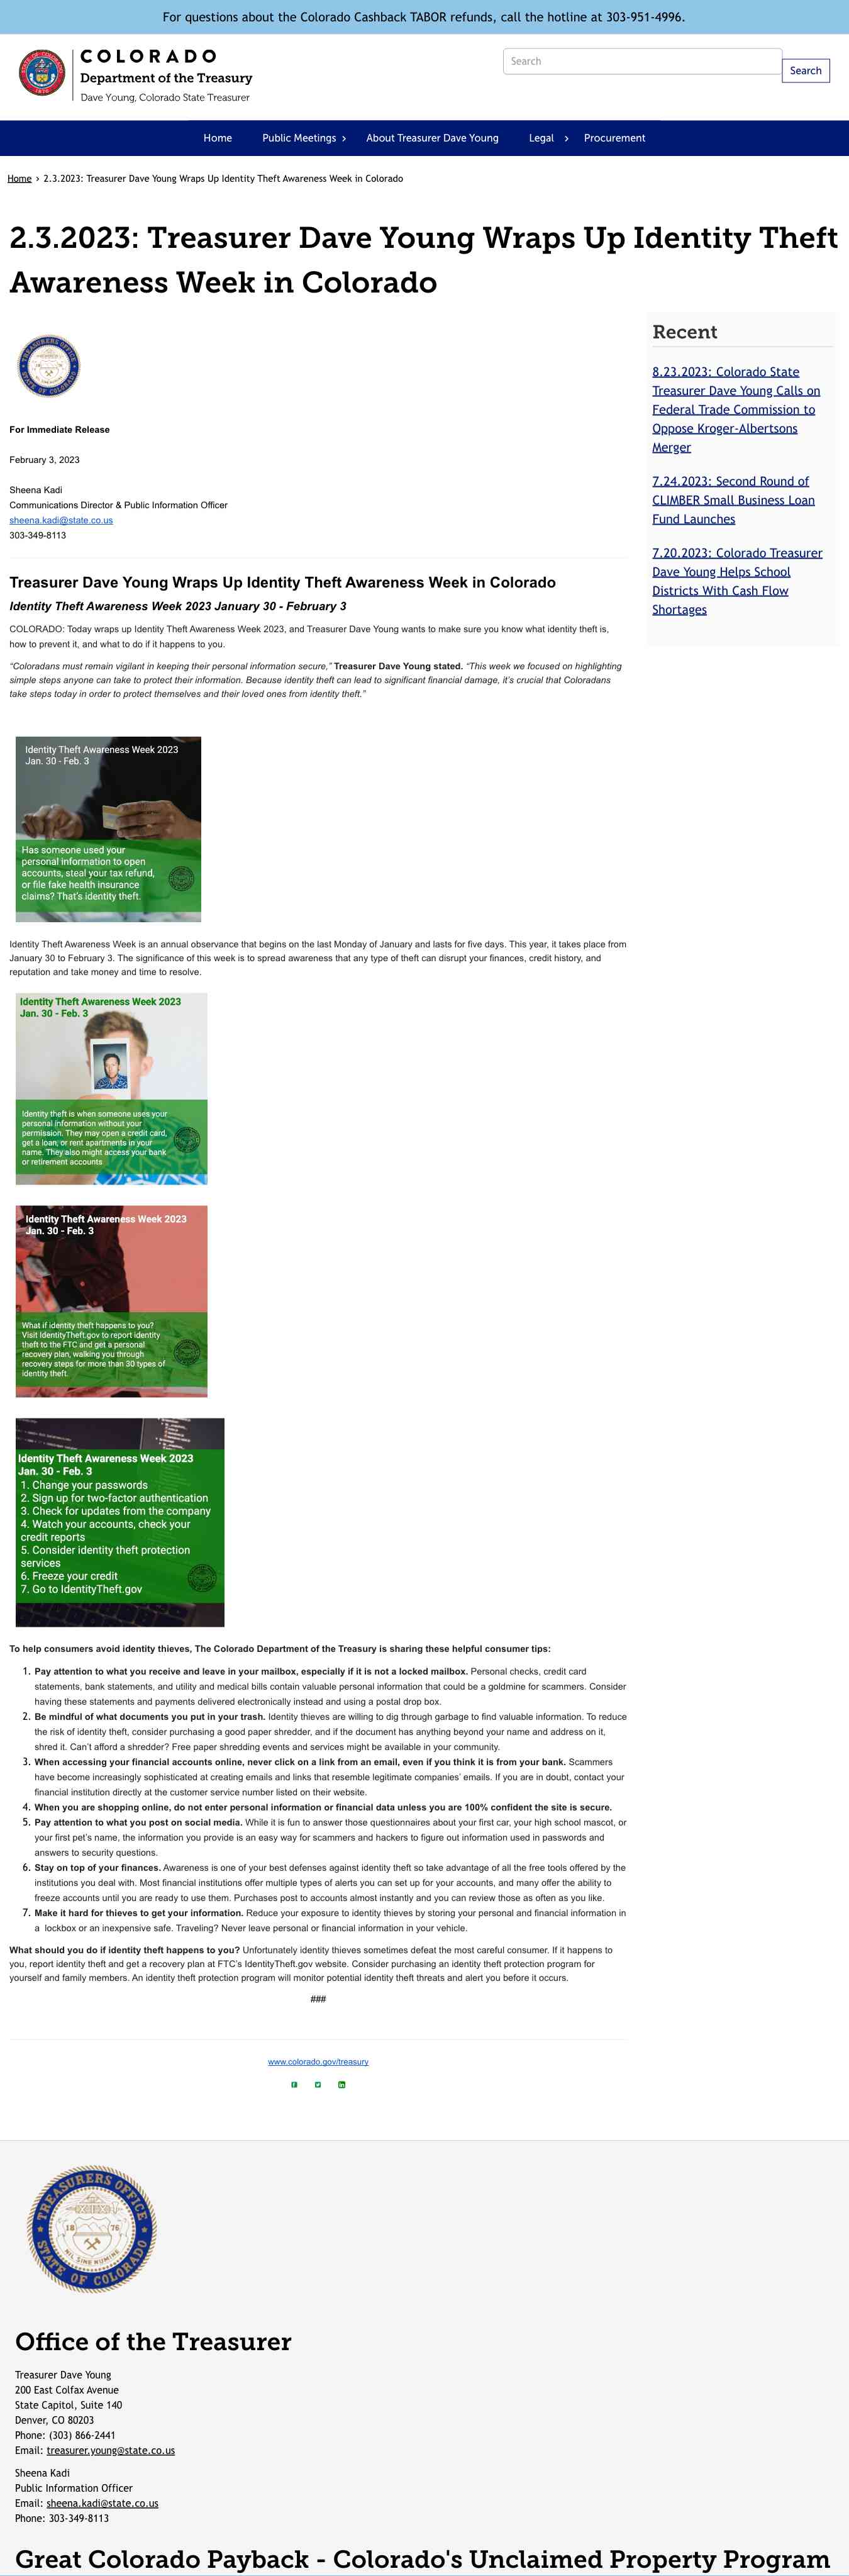 For questions about the Colorado Cashback TABOR refunds, call the hotline at 303-951-4996.
COLORADO
Department of the Treasury
Dave Young, Colorado State Treasurer
Search
Search
Home
Public Meetings
About Treasurer Dave Young
Legal
Procurement
Home › 2.3.2023: Treasurer Dave Young Wraps Up Identity Theft Awareness Week in Colorado
2.3.2023: Treasurer Dave Young Wraps Up Identity Theft
Awareness Week in Colorado
For Immediate Release
February 3, 2023
Sheena Kadi
Communications Director & Public Information Officer
sheena.kadi@state.co.us
303-349-8113
Treasurer Dave Young Wraps Up Identity Theft Awareness Week in Colorado
Identity Theft Awareness Week 2023 January 30 - February 3
COLORADO: Today wraps up Identity Theft Awareness Week 2023, and Treasurer Dave Young wants to make sure you know what identity theft is,
how to prevent it, and what to do if it happens to you.
“Coloradans must remain vigilant in keeping their personal information secure,” Treasurer Dave Young stated. “This week we focused on highlighting
simple steps anyone can take to protect their information. Because identity theft can lead to significant financial damage, it’s crucial that Coloradans
take steps today in order to protect themselves and their loved ones from identity theft.”
Identity Theft Awareness Week 2023
Jan. 30 - Feb. 3
Has someone used your
personal information to open
accounts, steal your tax refund,
or file fake health insurance
claims? That’s identity theft.
Identity Theft Awareness Week is an annual observance that begins on the last Monday of January and lasts for five days. This year, it takes place from
January 30 to February 3. The significance of this week is to spread awareness that any type of theft can disrupt your finances, credit history, and
reputation and take money and time to resolve.
Identity Theft Awareness Week 2023
Jan. 30 - Feb. 3
Identity theft is when someone uses your
personal information without your
permission. They may open a credit card,
get a loan, or rent apartments in your
name. They also might access your bank
or retirement accounts
Identity Theft Awareness Week 2023
Jan. 30 - Feb. 3
What if identity theft happens to you?
Visit IdentityTheft.gov to report identity
theft to the FTC and get a personal
recovery plan, walking you through
recovery steps for more than 30 types of
identity theft.
Identity Theft Awareness Week 2023
Jan. 30 - Feb. 3
1. Change your passwords
2. Sign up for two-factor authentication
3. Check for updates from the company
4. Watch your accounts, check your
credit reports
5. Consider identity theft protection
services
6. Freeze your credit
7. Go to IdentityTheft.gov
To help consumers avoid identity thieves, The Colorado Department of the Treasury is sharing these helpful consumer tips:
1. Pay attention to what you receive and leave in your mailbox, especially if it is not a locked mailbox. Personal checks, credit card
statements, bank statements, and utility and medical bills contain valuable personal information that could be a goldmine for scammers. Consider
having these statements and payments delivered electronically instead and using a postal drop box.
2. Be mindful of what documents you put in your trash. Identity thieves are willing to dig through garbage to find valuable information. To reduce
the risk of identity theft, consider purchasing a good paper shredder, and if the document has anything beyond your name and address on it,
shred it. Can’t afford a shredder? Free paper shredding events and services might be available in your community.
3. When accessing your financial accounts online, never click on a link from an email, even if you think it is from your bank. Scammers
have become increasingly sophisticated at creating emails and links that resemble legitimate companies’ emails. If you are in doubt, contact your
financial institution directly at the customer service number listed on their website.
4. When you are shopping online, do not enter personal information or financial data unless you are 100% confident the site is secure.
5. Pay attention to what you post on social media. While it is fun to answer those questionnaires about your first car, your high school mascot, or
your first pet’s name, the information you provide is an easy way for scammers and hackers to figure out information used in passwords and
answers to security questions.
6. Stay on top of your finances. Awareness is one of your best defenses against identity theft so take advantage of all the free tools offered by the
institutions you deal with. Most financial institutions offer multiple types of alerts you can set up for your accounts, and many offer the ability to
freeze accounts until you are ready to use them. Purchases post to accounts almost instantly and you can review those as often as you like.
7. Make it hard for thieves to get your information. Reduce your exposure to identity thieves by storing your personal and financial information in
a lockbox or an inexpensive safe. Traveling? Never leave personal or financial information in your vehicle.
What should you do if identity theft happens to you? Unfortunately identity thieves sometimes defeat the most careful consumer. If it happens to
you, report identity theft and get a recovery plan at FTC’s IdentityTheft.gov website. Consider purchasing an identity theft protection program for
yourself and family members. An identity theft protection program will monitor potential identity theft threats and alert you before it occurs.
###
www.colorado.gov/treasury
Recent
8.23.2023: Colorado State
Treasurer Dave Young Calls on
Federal Trade Commission to
Oppose Kroger-Albertsons
Merger
7.24.2023: Second Round of
CLIMBER Small Business Loan
Fund Launches
7.20.2023: Colorado Treasurer
Dave Young Helps School
Districts With Cash Flow
Shortages
TREASURERS OFFICE
18 76
NIL SINE NUMINE
STATE OF COLORADO
Office of the Treasurer
Treasurer Dave Young
200 East Colfax Avenue
State Capitol, Suite 140
Denver, CO 80203
Phone: (303) 866-2441
Email: treasurer.young@state.co.us
Sheena Kadi
Public Information Officer
Email: sheena.kadi@state.co.us
Phone: 303-349-8113
Great Colorado Payback - Colorado's Unclaimed Property Program